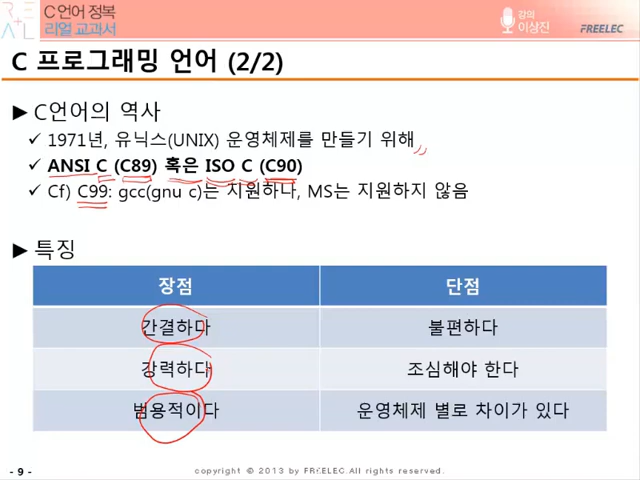 RE+AL
C언어 정복
리얼 교과서
강의
이상진
FREELEC
C 프로그래밍 언어 (2/2)
▶ C언어의 역사
✓ 1971년, 유닉스(UNIX) 운영체제를 만들기 위해
✓ ANSI C (C89) 혹은 ISO C (C90)
✓ Cf) C99: gcc(gnu c)는 지원하나, MS는 지원하지 않음
▶ 특징
장점 단점
간결하다 불편하다
강력하다 조심해야 한다
범용적이다 운영체제 별로 차이가 있다
- 9 -
copyright © 2013 by FREELEC.All rights reserved.